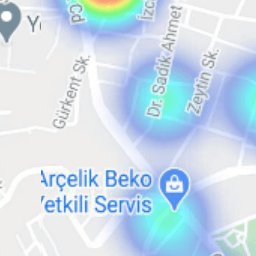 Gürkent Sk.
Dr. Sadık Ahmet
Zeytin Sk.
Arçelik Beko
Yetkili Servis